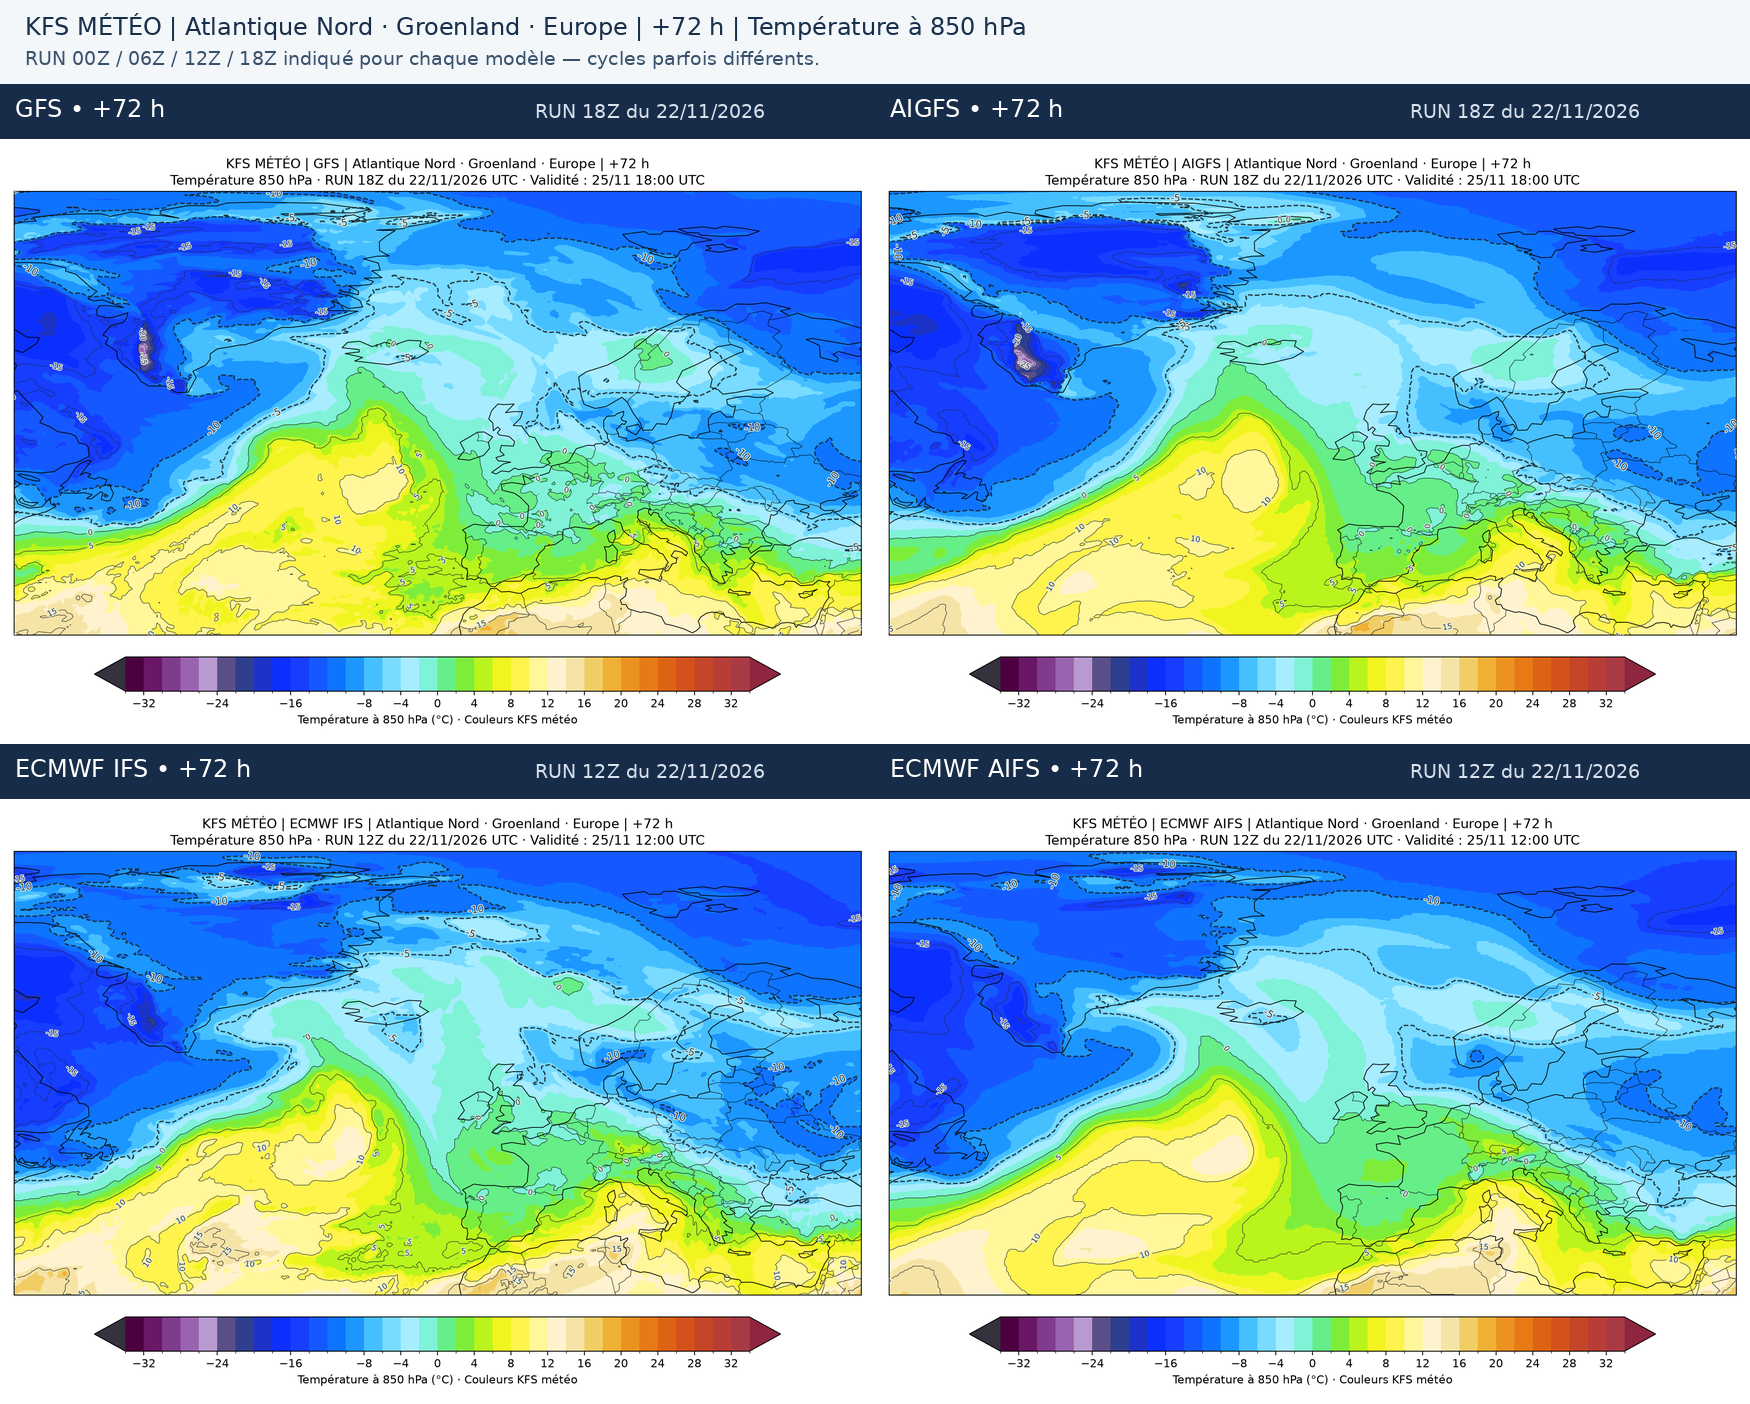 KFS MÉTÉO | Atlantique Nord · Groenland · Europe | +72 h | Température à 850 hPa
RUN 00Z / 06Z / 12Z / 18Z indiqué pour chaque modèle — cycles parfois différents.
GFS • +72 h
RUN 18Z du 22/11/2026
KFS MÉTÉO | GFS | Atlantique Nord · Groenland · Europe | +72 h
Température 850 hPa · RUN 18Z du 22/11/2026 UTC · Validité : 25/11 18:00 UTC
−32 −24 −16 −8 −4 0 4 8 12 16 20 24 28 32
Température à 850 hPa (°C) · Couleurs KFS météo
AIGFS • +72 h
RUN 18Z du 22/11/2026
KFS MÉTÉO | AIGFS | Atlantique Nord · Groenland · Europe | +72 h
Température 850 hPa · RUN 18Z du 22/11/2026 UTC · Validité : 25/11 18:00 UTC
−32 −24 −16 −8 −4 0 4 8 12 16 20 24 28 32
Température à 850 hPa (°C) · Couleurs KFS météo
ECMWF IFS • +72 h
RUN 12Z du 22/11/2026
KFS MÉTÉO | ECMWF IFS | Atlantique Nord · Groenland · Europe | +72 h
Température 850 hPa · RUN 12Z du 22/11/2026 UTC · Validité : 25/11 12:00 UTC
−32 −24 −16 −8 −4 0 4 8 12 16 20 24 28 32
Température à 850 hPa (°C) · Couleurs KFS météo
ECMWF AIFS • +72 h
RUN 12Z du 22/11/2026
KFS MÉTÉO | ECMWF AIFS | Atlantique Nord · Groenland · Europe | +72 h
Température 850 hPa · RUN 12Z du 22/11/2026 UTC · Validité : 25/11 12:00 UTC
−32 −24 −16 −8 −4 0 4 8 12 16 20 24 28 32
Température à 850 hPa (°C) · Couleurs KFS météo